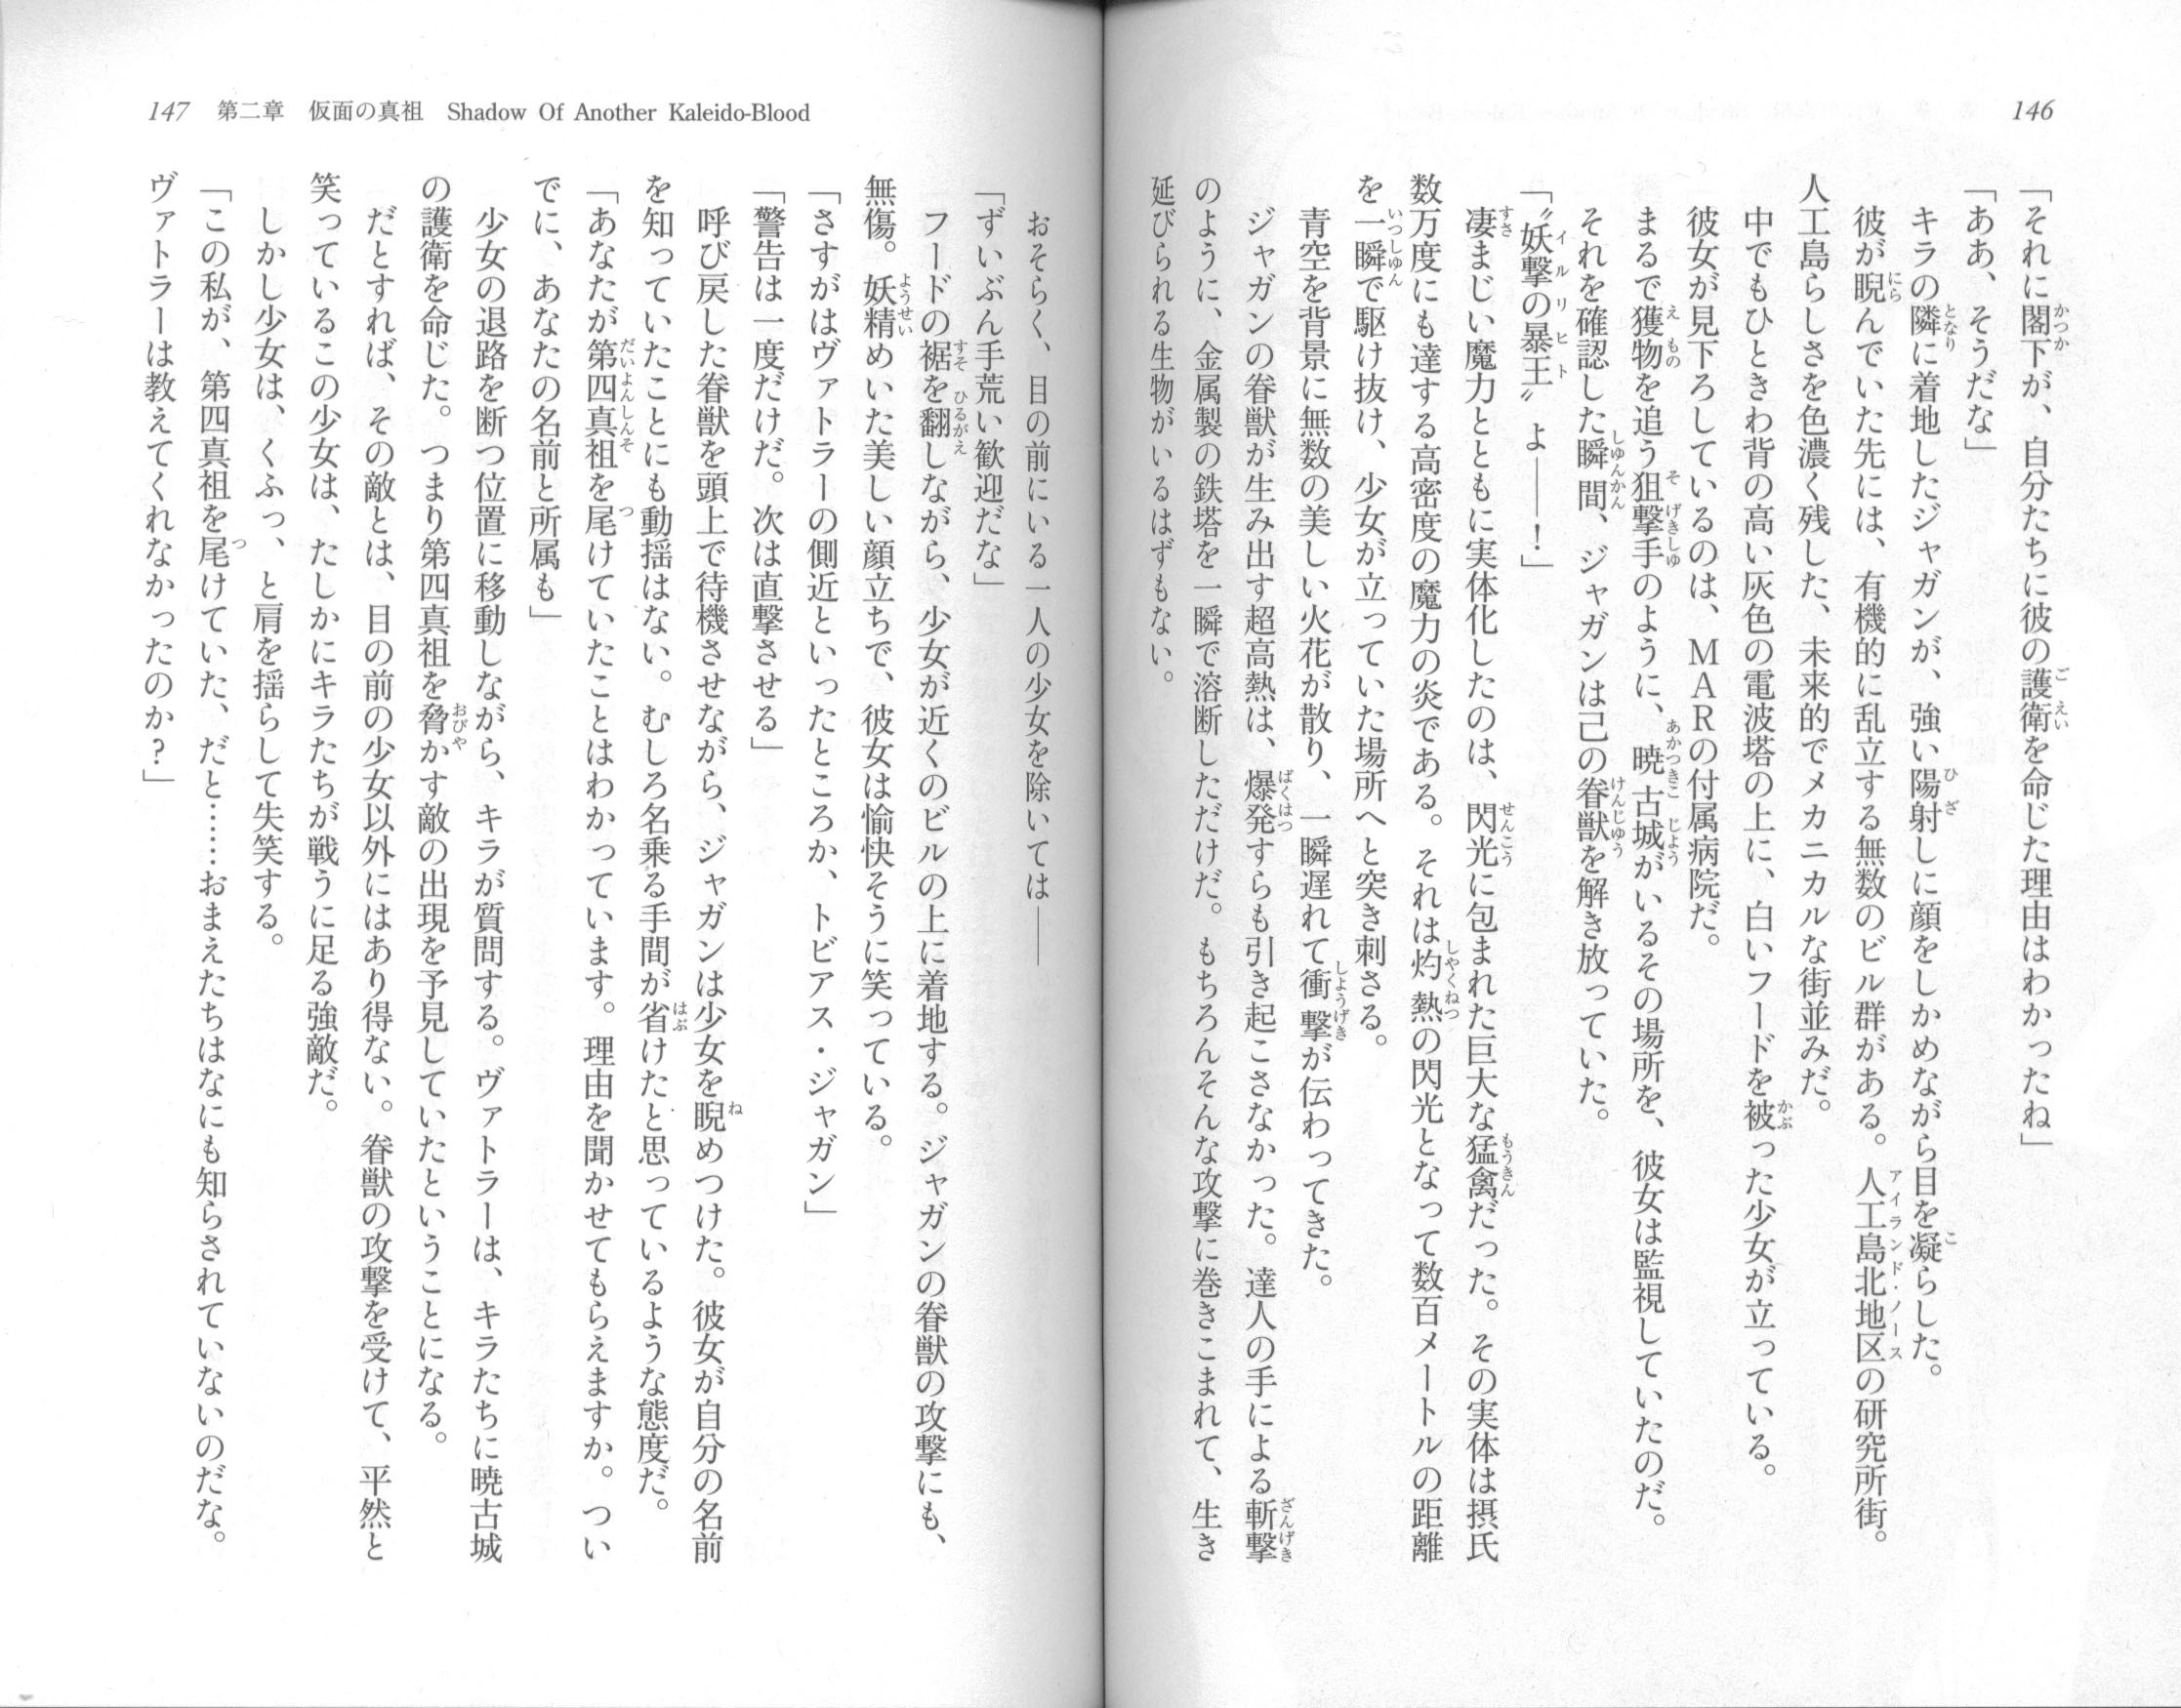 146
「それに閣下が、自分たちに彼の護衛を命じた理由はわかったね」
「ああ、そうだな」
キラの隣に着地したジャガンが、強い陽射しに顔をしかめながら目を凝らした。
彼が睨んでいた先には、有機的に乱立する無数のビル群がある。人工島北地区の研究所街。
人工島らしさを色濃く残した、未来的でメカニカルな街並みだ。
中でもひときわ背の高い灰色の電波塔の上に、白いフードを被った少女が立っている。
彼女が見下ろしているのは、ＭＡＲの付属病院だ。
まるで獲物を追う狙撃手のように、暁古城がいるその場所を、彼女は監視していたのだ。
それを確認した瞬間、ジャガンは己の眷獣を解き放っていた。
「〝妖撃の暴王〟よ――！」
凄まじい魔力とともに実体化したのは、閃光に包まれた巨大な猛禽だった。その実体は摂氏
数万度にも達する高密度の魔力の炎である。それは灼熱の閃光となって数百メートルの距離
を一瞬で駆け抜け、少女が立っていた場所へと突き刺さる。
青空を背景に無数の美しい火花が散り、一瞬遅れて衝撃が伝わってきた。
ジャガンの眷獣が生み出す超高熱は、爆発すらも引き起こさなかった。達人の手による斬撃
のように、金属製の鉄塔を一瞬で溶断しただけだ。もちろんそんな攻撃に巻きこまれて、生き
延びられる生物がいるはずもない。
147 第二章 仮面の真祖 Shadow Of Another Kaleido-Blood
おそらく、目の前にいる一人の少女を除いては――
「ずいぶん手荒い歓迎だな」
フードの裾を翻しながら、少女が近くのビルの上に着地する。ジャガンの眷獣の攻撃にも、
無傷。妖精めいた美しい顔立ちで、彼女は愉快そうに笑っている。
「さすがはヴァトラーの側近といったところか、トビアス・ジャガン」
「警告は一度だけだ。次は直撃させる」
呼び戻した眷獣を頭上で待機させながら、ジャガンは少女を睨めつけた。彼女が自分の名前
を知っていたことにも動揺はない。むしろ名乗る手間が省けたと思っているような態度だ。
「あなたが第四真祖を尾けていたことはわかっています。理由を聞かせてもらえますか。つい
でに、あなたの名前と所属も」
少女の退路を断つ位置に移動しながら、キラが質問する。ヴァトラーは、キラたちに暁古城
の護衛を命じた。つまり第四真祖を脅かす敵の出現を予見していたということになる。
だとすれば、その敵とは、目の前の少女以外にはあり得ない。眷獣の攻撃を受けて、平然と
笑っているこの少女は、たしかにキラたちが戦うに足る強敵だ。
しかし少女は、くふっ、と肩を揺らして失笑する。
「この私が、第四真祖を尾けていた、だと……おまえたちはなにも知らされていないのだな。
ヴァトラーは教えてくれなかったのか？」